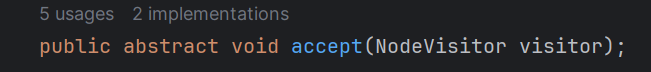 5 usages 2 implementations
public abstract void accept(NodeVisitor visitor);